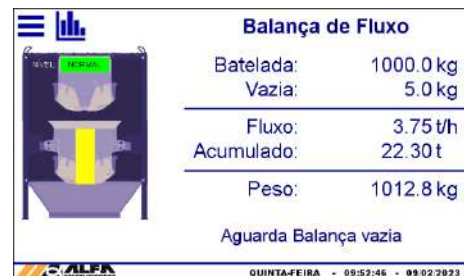 Balança de Fluxo
NÍVEL: NORMAL
Batelada: 1000.0 kg
Vazia: 5.0 kg
Fluxo: 3.75 t/h
Acumulado: 22.30 t
Peso: 1012.8 kg
Aguarda Balança vazia
ALFA
QUINTA-FEIRA - 09:52:46 - 09/02/2023